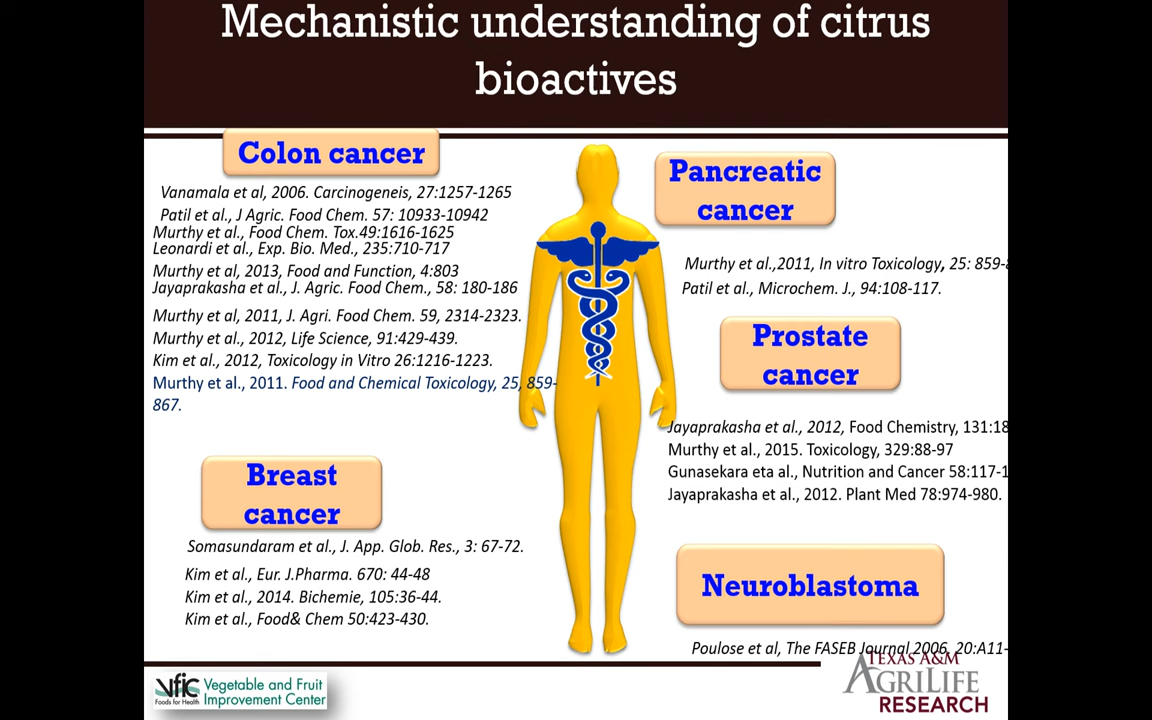 Mechanistic understanding of citrus
bioactives
Colon cancer
Vanamala et al, 2006. Carcinogeneis, 27:1257-1265
Patil et al., J Agric. Food Chem. 57: 10933-10942
Murthy et al., Food Chem. Tox.49:1616-1625
Leonardi et al., Exp. Bio. Med., 235:710-717
Murthy et al, 2013, Food and Function, 4:803
Jayaprakasha et al., J. Agric. Food Chem., 58: 180-186
Murthy et al, 2011, J. Agri. Food Chem. 59, 2314-2323.
Murthy et al., 2012, Life Science, 91:429-439.
Kim et al., 2012, Toxicology in Vitro 26:1216-1223.
Murthy et al., 2011. Food and Chemical Toxicology, 25, 859-
867.
Breast
cancer
Somasundaram et al., J. App. Glob. Res., 3: 67-72.
Kim et al., Eur. J.Pharma. 670: 44-48
Kim et al., 2014. Bichemie, 105:36-44.
Kim et al., Food& Chem 50:423-430.
Pancreatic
cancer
Murthy et al.,2011, In vitro Toxicology, 25: 859-
Patil et al., Microchem. J., 94:108-117.
Prostate
cancer
Jayaprakasha et al., 2012, Food Chemistry, 131:18
Murthy et al., 2015. Toxicology, 329:88-97
Gunasekara eta al., Nutrition and Cancer 58:117-1
Jayaprakasha et al., 2012. Plant Med 78:974-980.
Neuroblastoma
Poulose et al, The FASEB Journal 2006, 20:A11-
vfic
Foods for Health
Vegetable and Fruit
Improvement Center
TEXAS A&M
AGRILIFE
RESEARCH